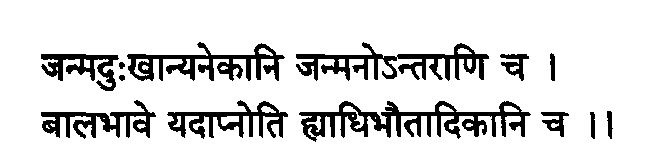 जन्मदुःखान्यनेकानि जन्मनोऽन्तराणि च ।
बालभावे यदाप्नोति ह्याधिभौतादिकानि च ।।